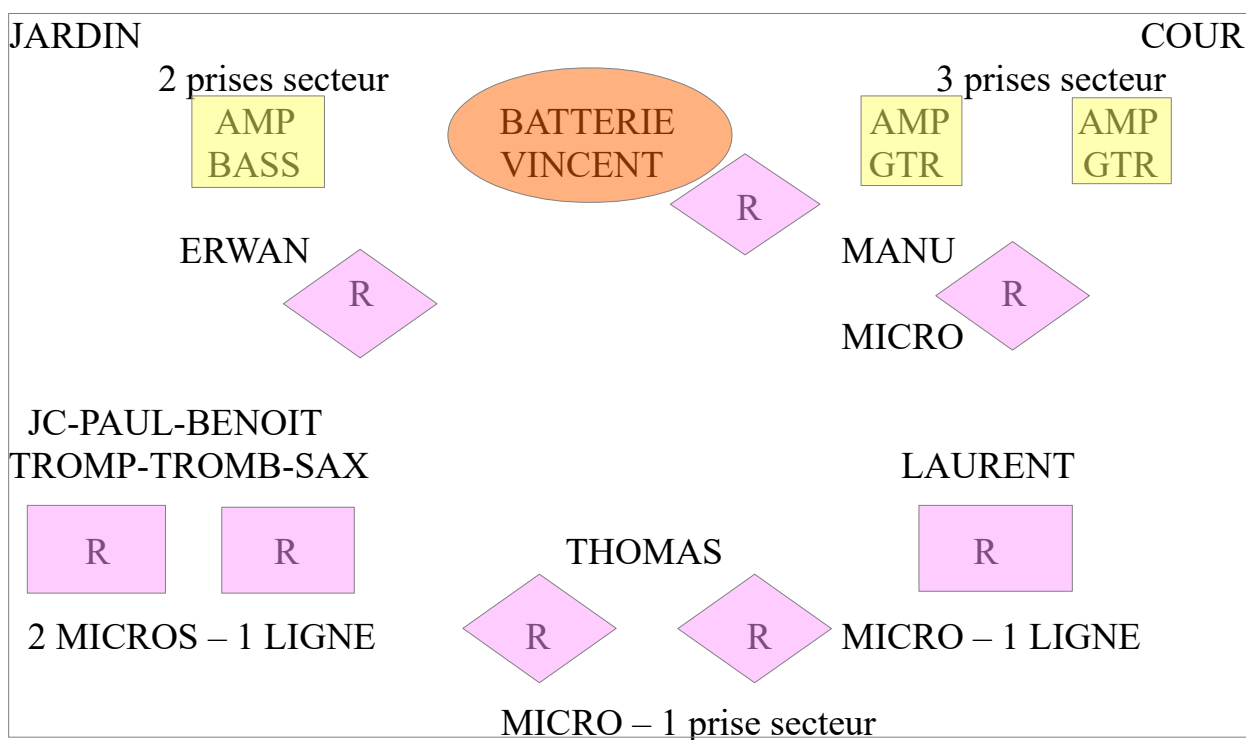 JARDIN
COUR
2 prises secteur
3 prises secteur
AMP
BASS
BATTERIE
VINCENT
AMP
GTR
AMP
GTR
R
ERWAN
R
MANU
R
MICRO
JC-PAUL-BENOIT
TROMP-TROMB-SAX
LAURENT
R
R
THOMAS
R
2 MICROS – 1 LIGNE
R
R
MICRO – 1 LIGNE
MICRO – 1 prise secteur